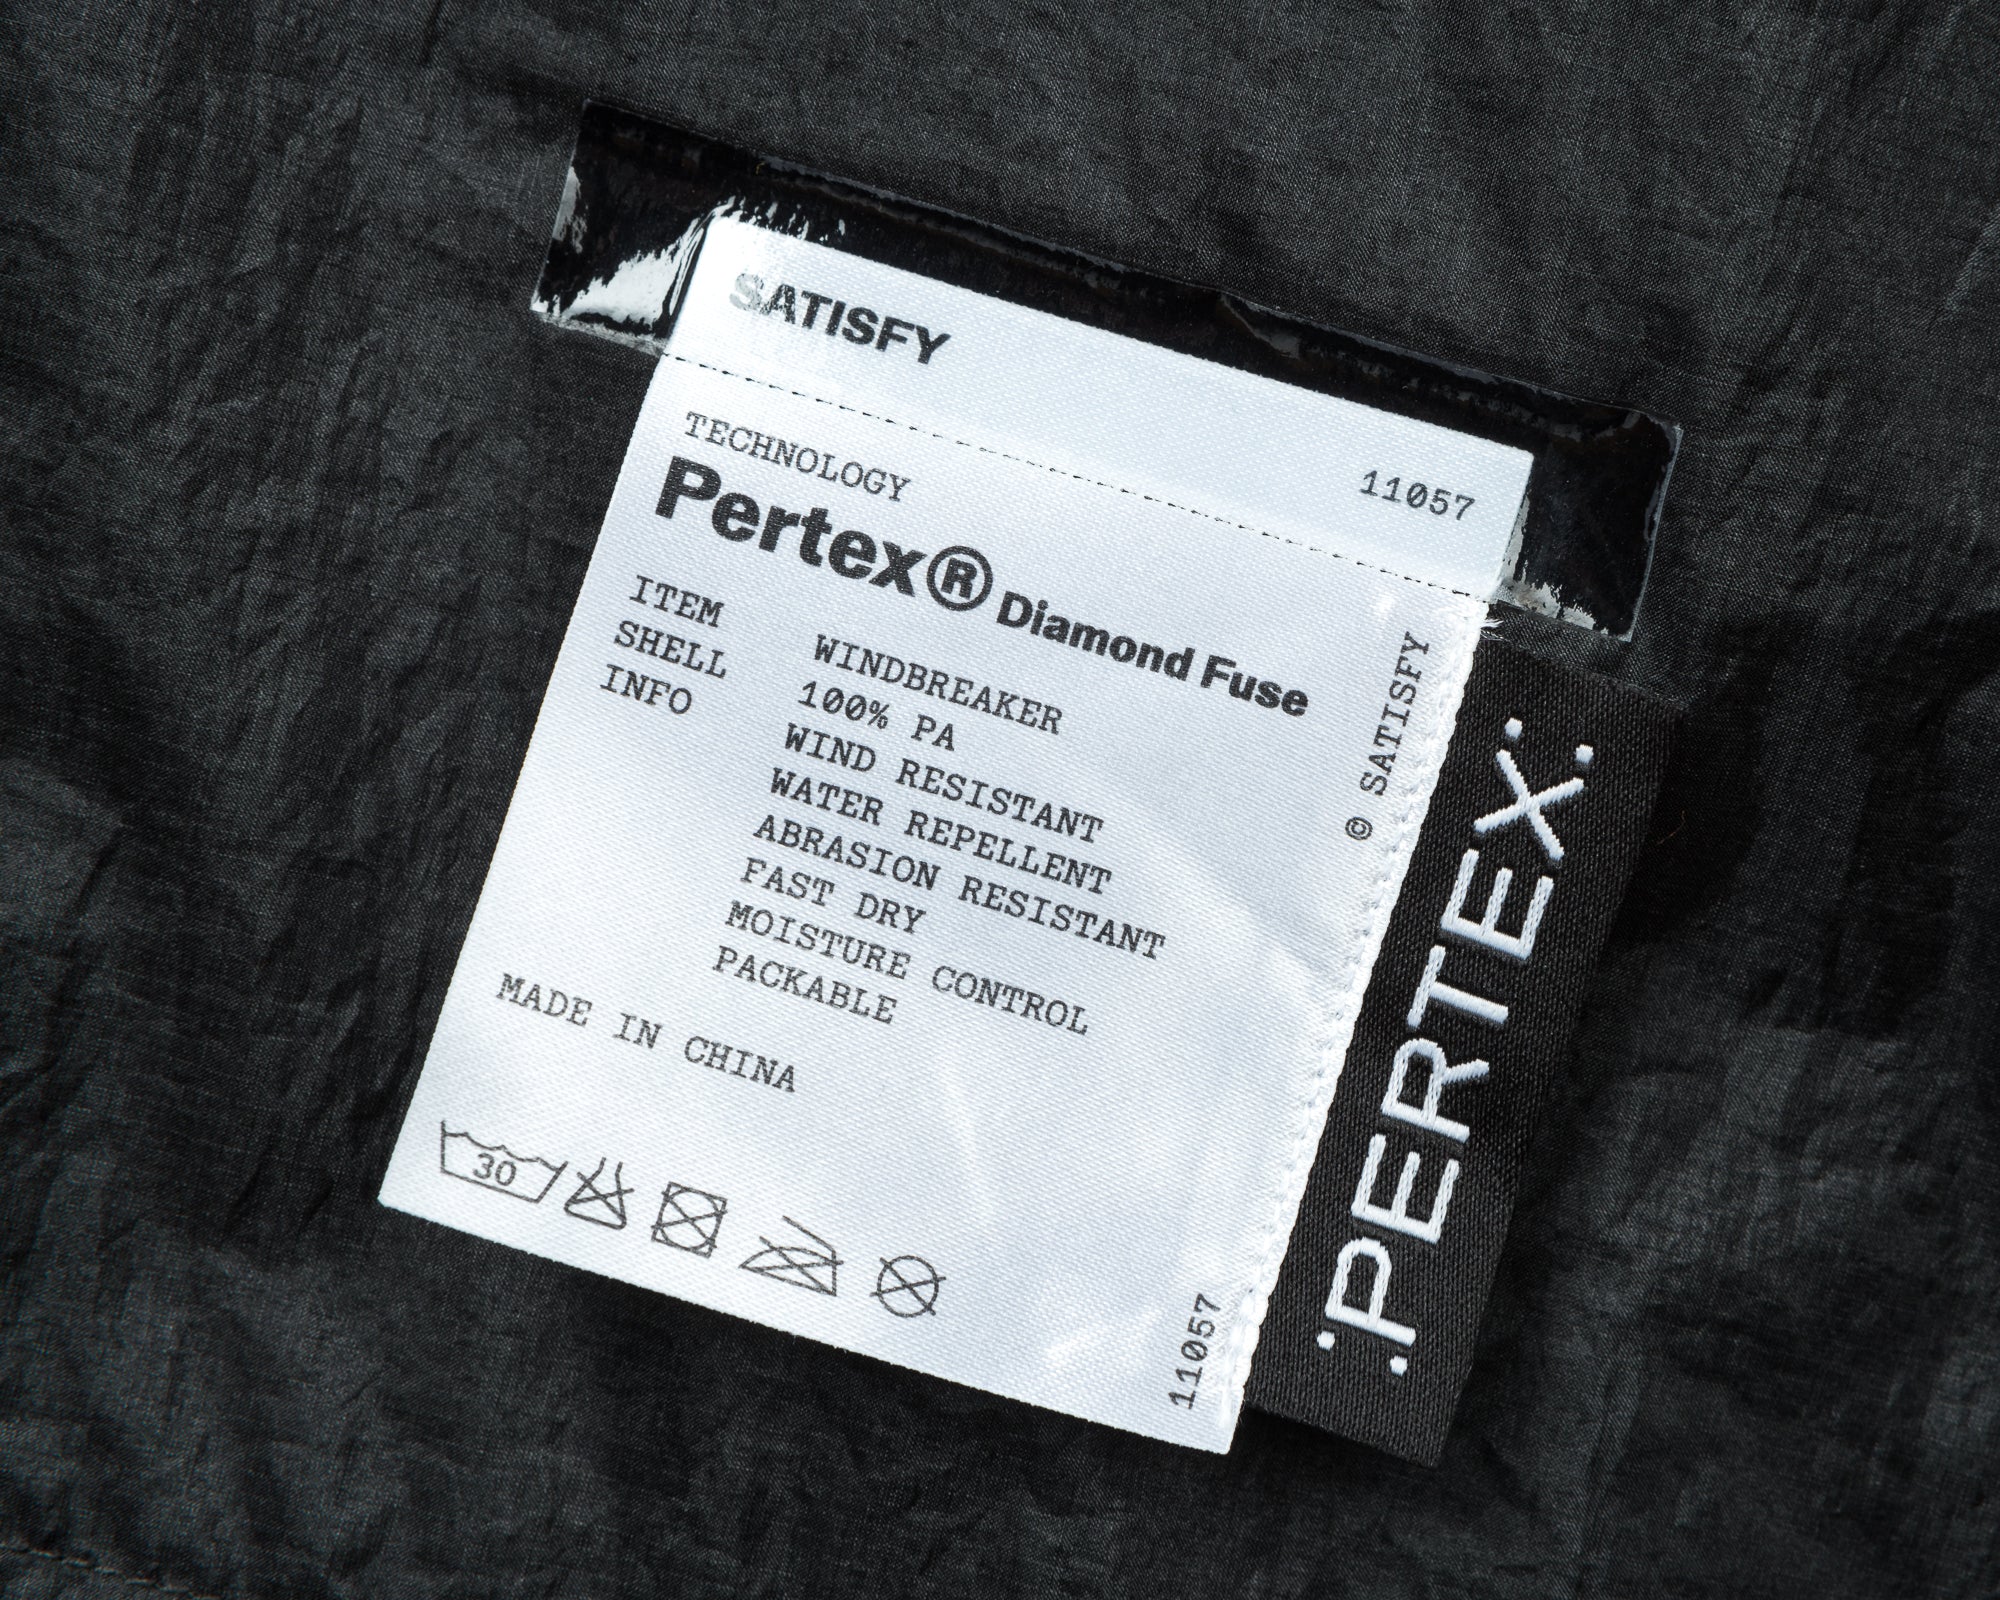 SATISFY
11057
TECHNOLOGY
Pertex® Diamond Fuse
ITEM WINDBREAKER
SHELL 100% PA
INFO WIND RESISTANT
WATER REPELLENT
ABRASION RESISTANT
FAST DRY
MOISTURE CONTROL
PACKABLE
MADE IN CHINA
30
© SATISFY
11057
PERTEX